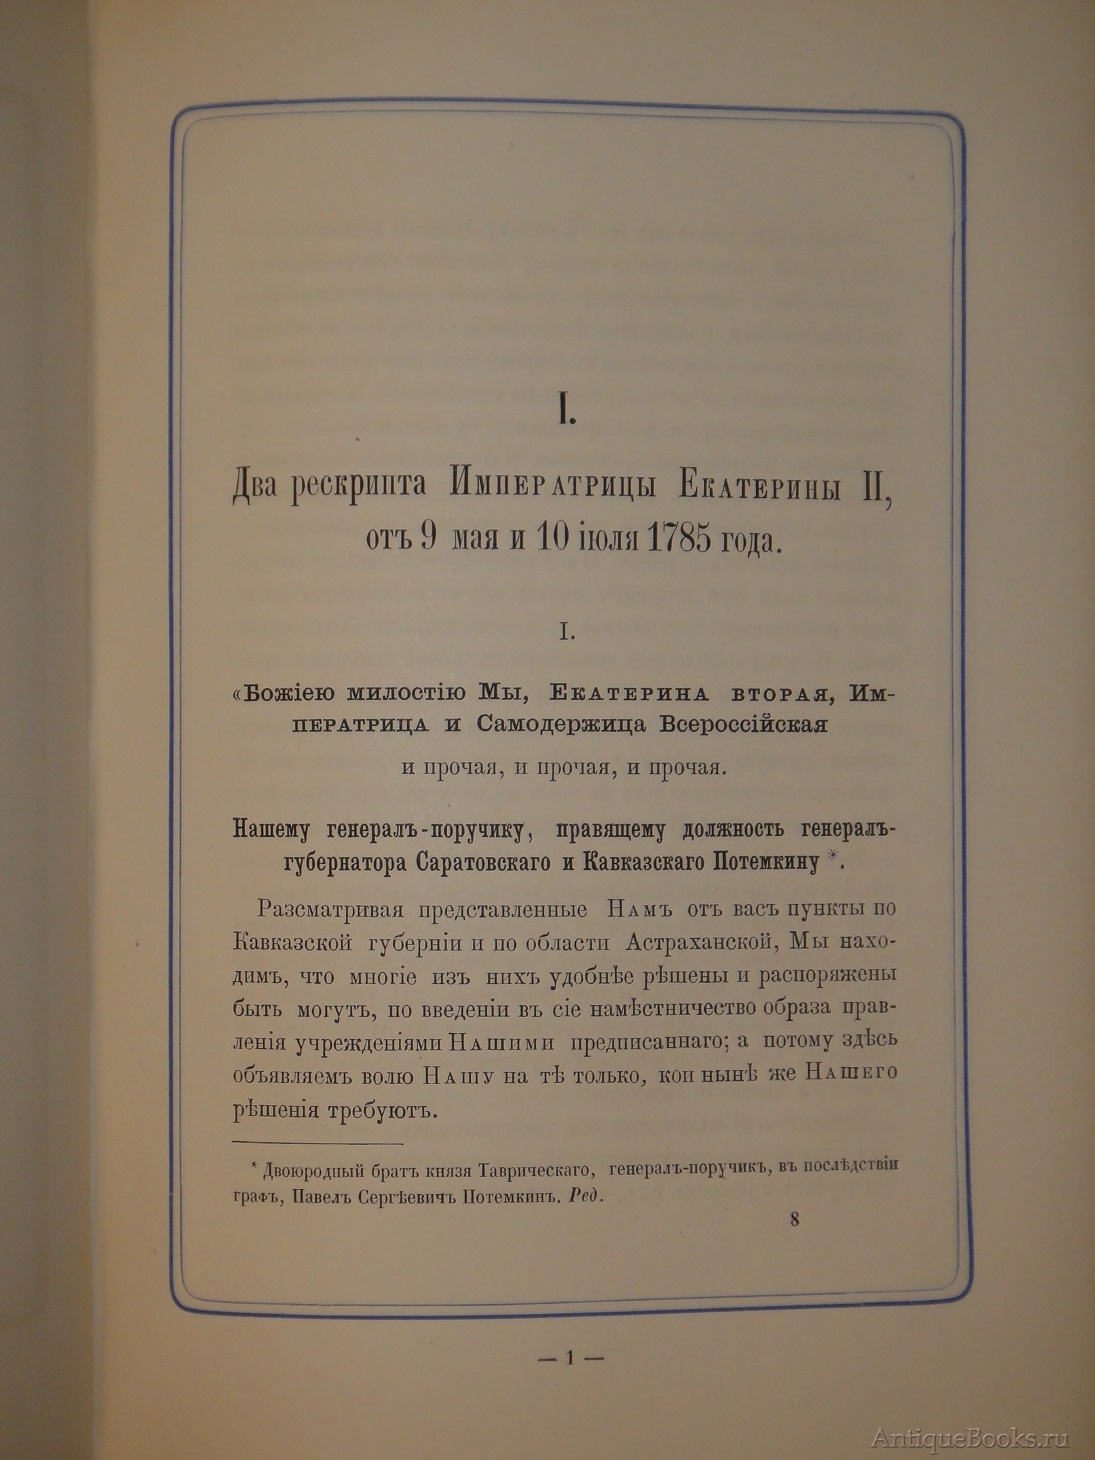 I.
Два рескрипта Императрицы Екатерины II,
отъ 9 мая и 10 іюля 1785 года.
I.
«Божіею милостію Мы, Екатерина вторая, Им-
ператрица и Самодержица Всероссійская
и прочая, и прочая, и прочая.
Нашему генералъ-поручику, правящему должность генералъ-
губернатора Саратовскаго и Кавказскаго Потемкину *.
Разсматривая представленные Намъ отъ васъ пункты по
Кавказской губерніи и по области Астраханской, Мы нахо-
димъ, что многіе изъ нихъ удобнѣе рѣшены и распоряжены
быть могутъ, по введеніи въ сіе намѣстничество образа прав-
ленія учрежденіями Нашими предписаннаго; а потому здѣсь
объявляемъ волю Нашу на тѣ только, кои нынѣ же Нашего
рѣшенія требуютъ.
* Двоюродный братъ князя Таврическаго, генералъ-поручикъ, въ послѣдствіи
графъ, Павелъ Сергѣевичъ Потемкинъ. Ред.
8
— 1 —
AntiqueBooks.ru